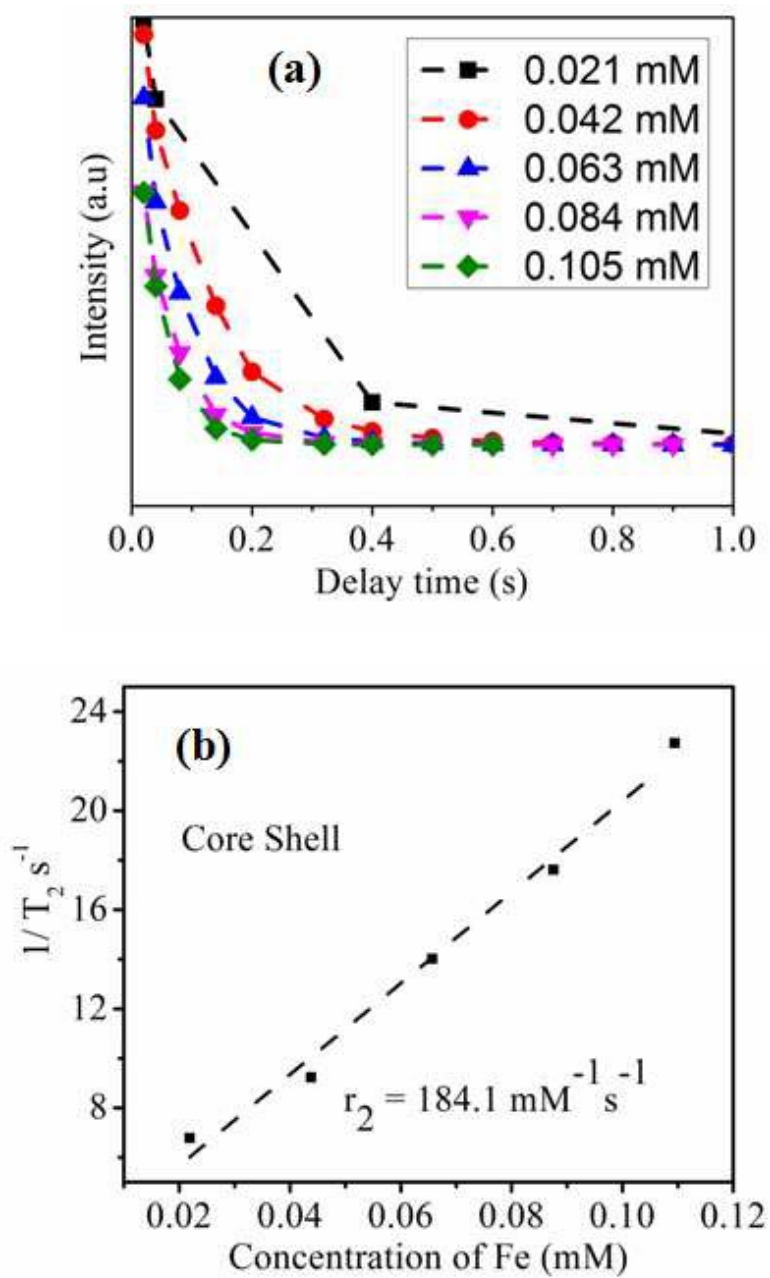 (a)
0.021 mM
0.042 mM
0.063 mM
0.084 mM
0.105 mM
Intensity (a.u)
0.0 0.2 0.4 0.6 0.8 1.0
Delay time (s)
(b)
Core Shell
1/ T2 s-1
24
20
16
12
8
r2 = 184.1 mM-1s-1
0.02 0.04 0.06 0.08 0.10 0.12
Concentration of Fe (mM)